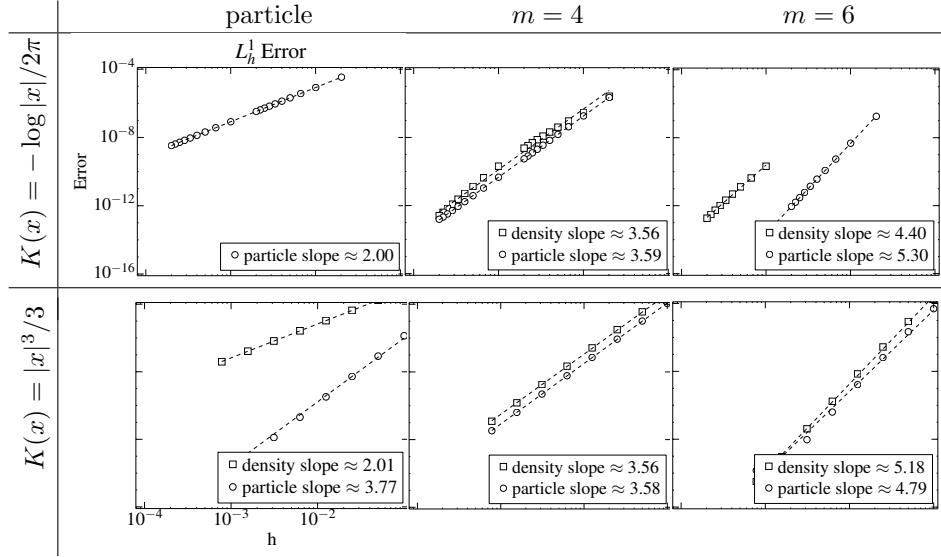 particle m = 4 m = 6
K(x) = − log |x|/2π
L_h^1 Error
10^−4
10^−8
10^−12
10^−16
Error
particle slope ≈ 2.00
density slope ≈ 3.56
particle slope ≈ 3.59
density slope ≈ 4.40
particle slope ≈ 5.30
K(x) = |x|^3/3
density slope ≈ 2.01
particle slope ≈ 3.77
density slope ≈ 3.56
particle slope ≈ 3.58
density slope ≈ 5.18
particle slope ≈ 4.79
10^−4 10^−3 10^−2
h